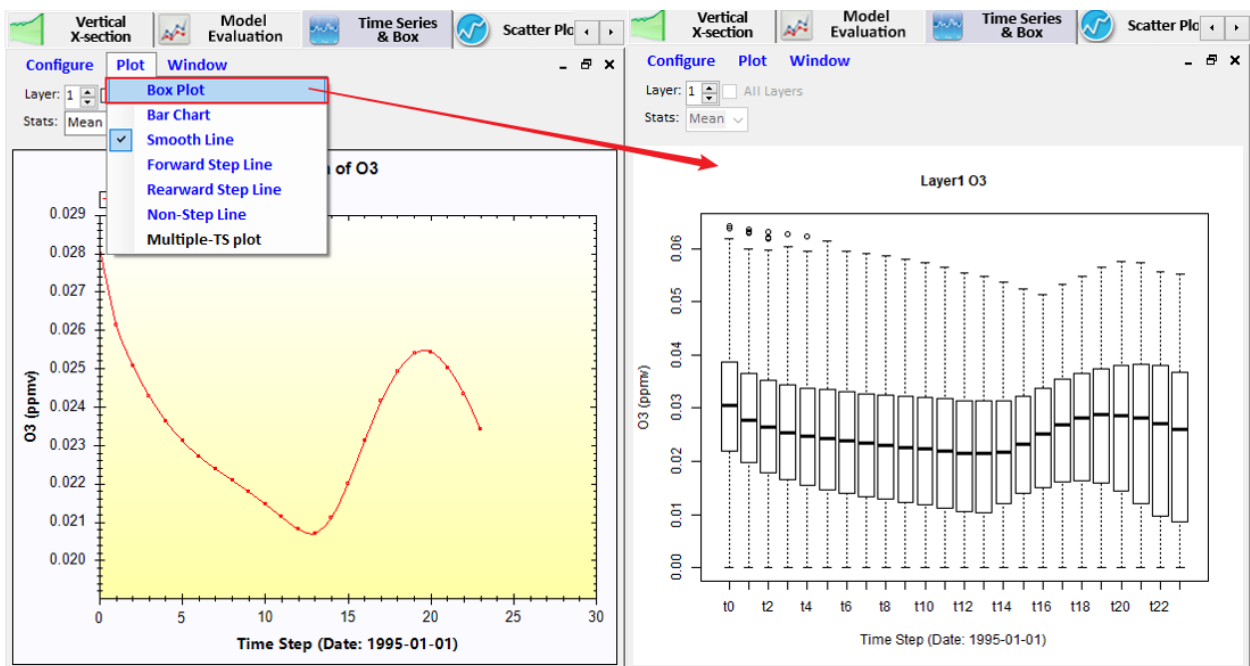 Vertical X-section
Model Evaluation
Time Series & Box
Scatter Plo
Configure Plot Window
Layer: 1
Stats: Mean
Box Plot
Bar Chart
Smooth Line
Forward Step Line
Rearward Step Line
Non-Step Line
Multiple-TS plot
of O3
0.029
0.028
0.027
0.026
0.025
0.024
0.023
0.022
0.021
0.020
O3 (ppmv)
0 5 10 15 20 25 30
Time Step (Date: 1995-01-01)
Vertical X-section
Model Evaluation
Time Series & Box
Scatter Plo
Configure Plot Window
Layer: 1 All Layers
Stats: Mean
Layer1 O3
0.06
0.05
0.04
0.03
0.02
0.01
0.00
O3 (ppmv)
t0 t2 t4 t6 t8 t10 t12 t14 t16 t18 t20 t22
Time Step (Date: 1995-01-01)